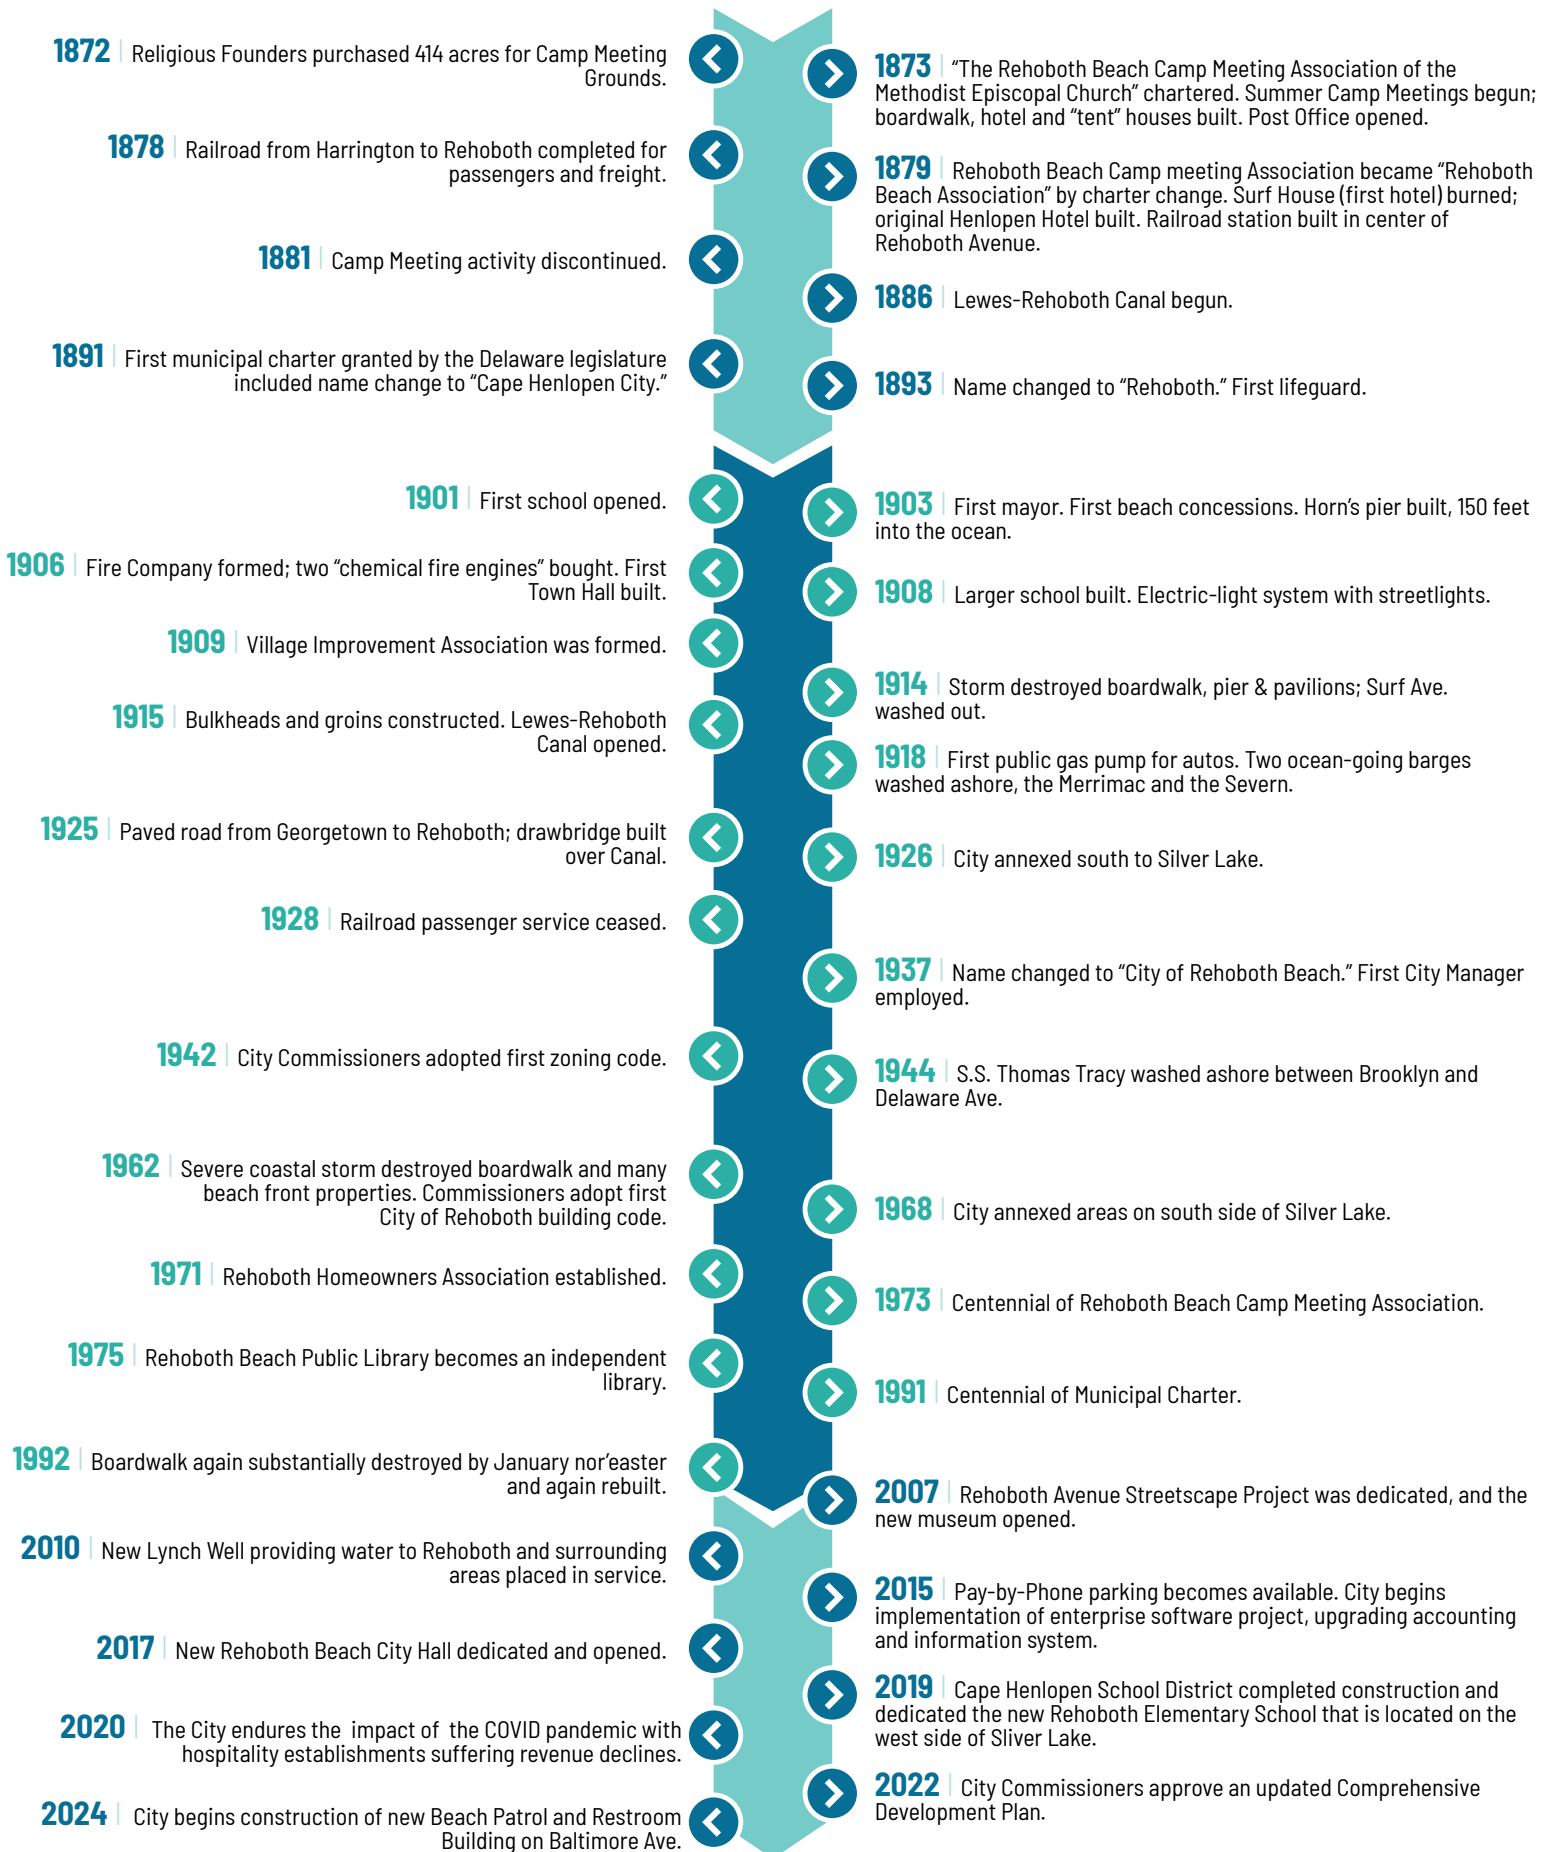 1872 Religious Founders purchased 414 acres for Camp Meeting
Grounds.
1873 “The Rehoboth Beach Camp Meeting Association of the
Methodist Episcopal Church” chartered. Summer Camp Meetings begun;
boardwalk, hotel and “tent” houses built. Post Office opened.
1878 Railroad from Harrington to Rehoboth completed for
passengers and freight.
1879 Rehoboth Beach Camp meeting Association became “Rehoboth
Beach Association” by charter change. Surf House (first hotel) burned;
original Henlopen Hotel built. Railroad station built in center of
Rehoboth Avenue.
1881 Camp Meeting activity discontinued.
1886 Lewes-Rehoboth Canal begun.
1891 First municipal charter granted by the Delaware legislature
included name change to “Cape Henlopen City.”
1893 Name changed to “Rehoboth.” First lifeguard.
1901 First school opened.
1903 First mayor. First beach concessions. Horn’s pier built, 150 feet
into the ocean.
1906 Fire Company formed; two “chemical fire engines” bought. First
Town Hall built.
1908 Larger school built. Electric-light system with streetlights.
1909 Village Improvement Association was formed.
1914 Storm destroyed boardwalk, pier & pavilions; Surf Ave.
washed out.
1915 Bulkheads and groins constructed. Lewes-Rehoboth
Canal opened.
1918 First public gas pump for autos. Two ocean-going barges
washed ashore, the Merrimac and the Severn.
1925 Paved road from Georgetown to Rehoboth; drawbridge built
over Canal.
1926 City annexed south to Silver Lake.
1928 Railroad passenger service ceased.
1937 Name changed to “City of Rehoboth Beach.” First City Manager
employed.
1942 City Commissioners adopted first zoning code.
1944 S.S. Thomas Tracy washed ashore between Brooklyn and
Delaware Ave.
1962 Severe coastal storm destroyed boardwalk and many
beach front properties. Commissioners adopt first
City of Rehoboth building code.
1968 City annexed areas on south side of Silver Lake.
1971 Rehoboth Homeowners Association established.
1973 Centennial of Rehoboth Beach Camp Meeting Association.
1975 Rehoboth Beach Public Library becomes an independent
library.
1991 Centennial of Municipal Charter.
1992 Boardwalk again substantially destroyed by January nor’easter
and again rebuilt.
2007 Rehoboth Avenue Streetscape Project was dedicated, and the
new museum opened.
2010 New Lynch Well providing water to Rehoboth and surrounding
areas placed in service.
2015 Pay-by-Phone parking becomes available. City begins
implementation of enterprise software project, upgrading accounting
and information system.
2017 New Rehoboth Beach City Hall dedicated and opened.
2019 Cape Henlopen School District completed construction and
dedicated the new Rehoboth Elementary School that is located on the
west side of Sliver Lake.
2020 The City endures the impact of the COVID pandemic with
hospitality establishments suffering revenue declines.
2022 City Commissioners approve an updated Comprehensive
Development Plan.
2024 City begins construction of new Beach Patrol and Restroom
Building on Baltimore Ave.